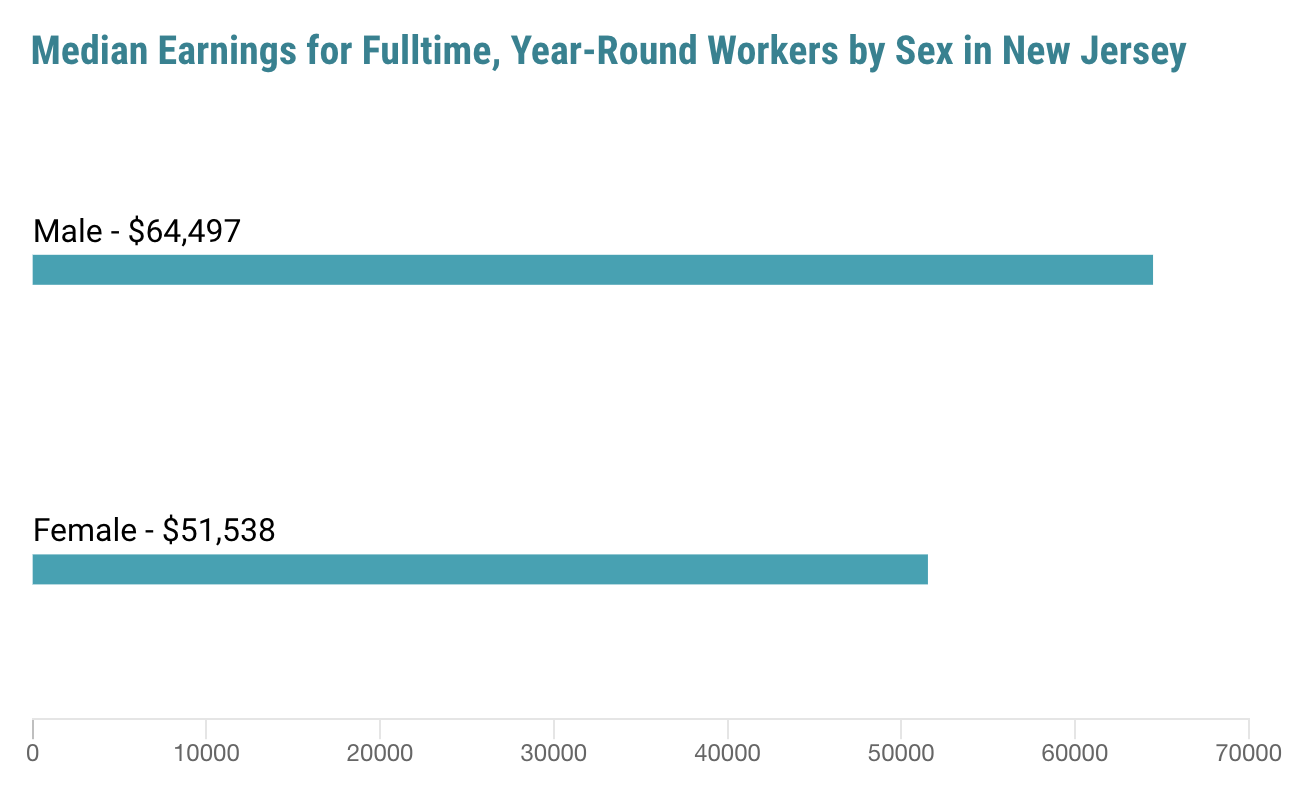 Median Earnings for Fulltime, Year-Round Workers by Sex in New Jersey
Male - $64,497
Female - $51,538
0 10000 20000 30000 40000 50000 60000 70000